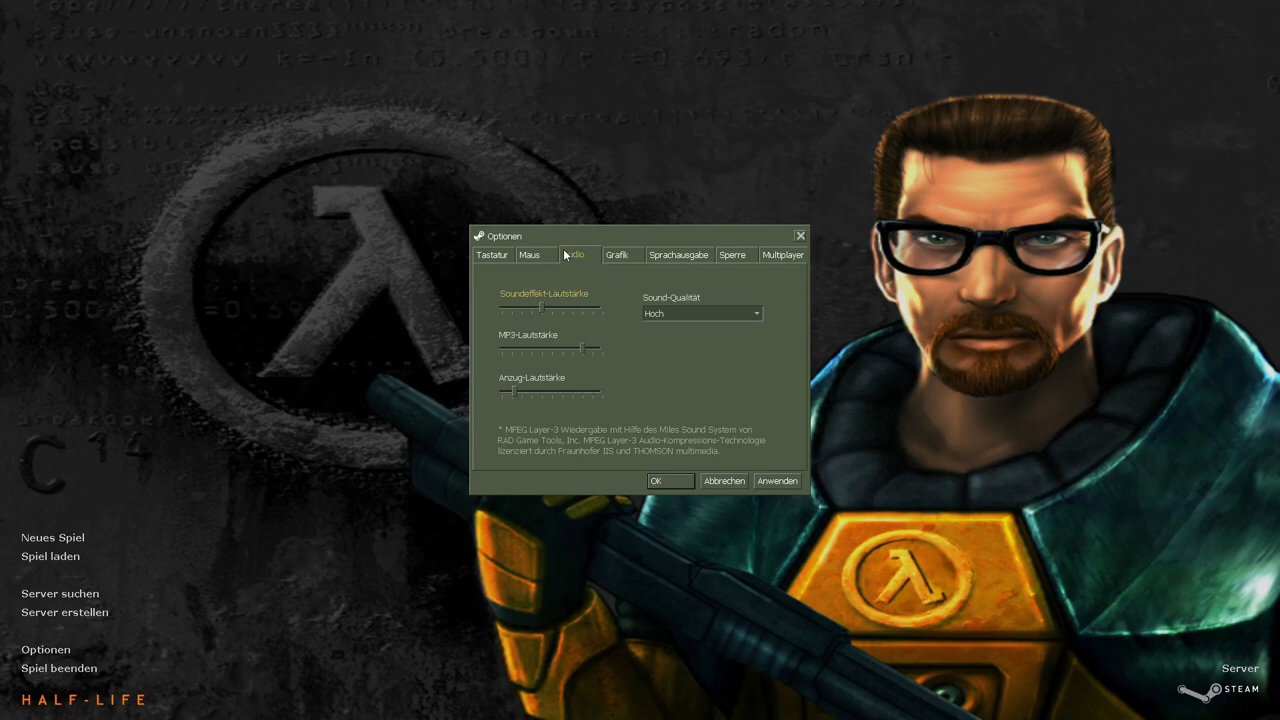 Optionen
Tastatur Maus Audio Grafik Sprachausgabe Sperre Multiplayer
Soundeffekt-Lautstärke
Sound-Qualität
Hoch
MP3-Lautstärke
Anzug-Lautstärke
* MPEG Layer-3 Wiedergabe mit Hilfe des Miles Sound System von
RAD Game Tools, Inc. MPEG Layer-3 Audio-Kompressions-Technologie
lizenziert durch Fraunhofer IIS und THOMSON multimedia.
OK Abbrechen Anwenden
Neues Spiel
Spiel laden
Server suchen
Server erstellen
Optionen
Spiel beenden
HALF-LIFE
Server
STEAM